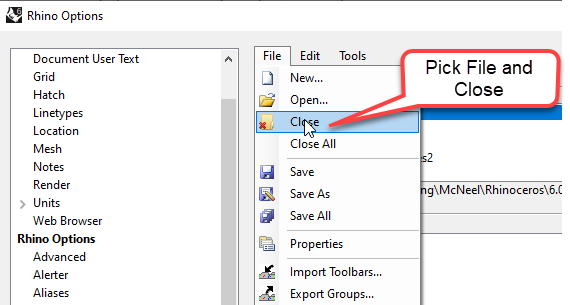 Rhino Options
Document User Text
Grid
Hatch
Linetypes
Location
Mesh
Notes
Render
Units
Web Browser
Rhino Options
Advanced
Alerter
Aliases
File Edit Tools
New...
Open...
Close
Close All
Save
Save As
Save All
Properties
Import Toolbars...
Export Groups...
Pick File and
Close
es2
ng\McNeel\Rhinoceros\6.0